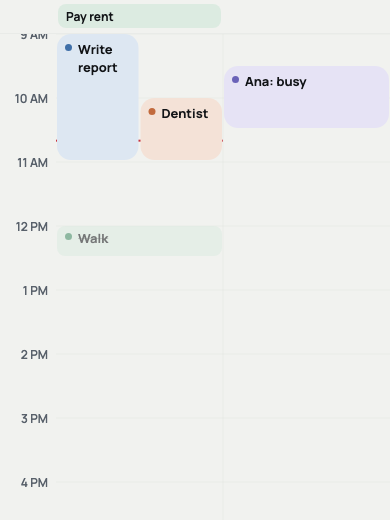 Pay rent
9 AM
Write
report
Ana: busy
10 AM
Dentist
11 AM
12 PM
Walk
1 PM
2 PM
3 PM
4 PM